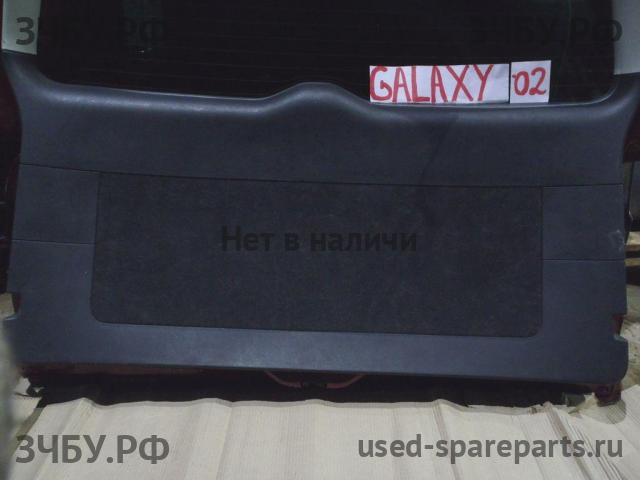 ЗЧБУ.РФ
ЗЧБУ.РФ
GALAXY 02
Нет в наличи
ЗЧБУ.РФ
used-spareparts.ru